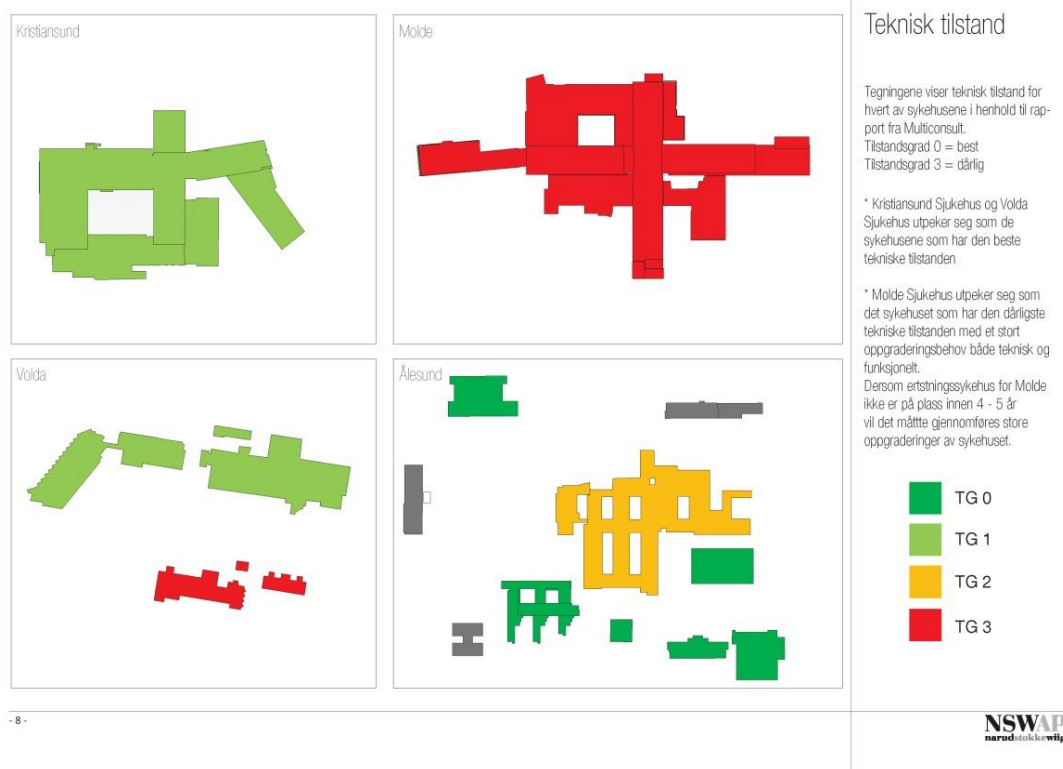 Kristiansund
Molde
Volda
Ålesund
Teknisk tilstand
Tegningene viser teknisk tilstand for
hvert av sykehusene i henhold til rap-
port fra Multiconsult.
Tilstandsgrad 0 = best
Tilstandsgrad 3 = dårlig
* Kristiansund Sjukehus og Volda
Sjukehus utpeker seg som de
sykehusene som har den beste
tekniske tilstanden
* Molde Sjukehus utpeker seg som
det sykehuset som har den dårligste
tekniske tilstanden med et stort
oppgraderingsbehov både teknisk og
funksjonelt.
Dersom ertstningssykehus for Molde
ikke er på plass innen 4 - 5 år
vil det måttte gjennomføres store
oppgraderinger av sykehuset.
TG 0
TG 1
TG 2
TG 3
- 8 -
NSWAP
narudstokkewiig